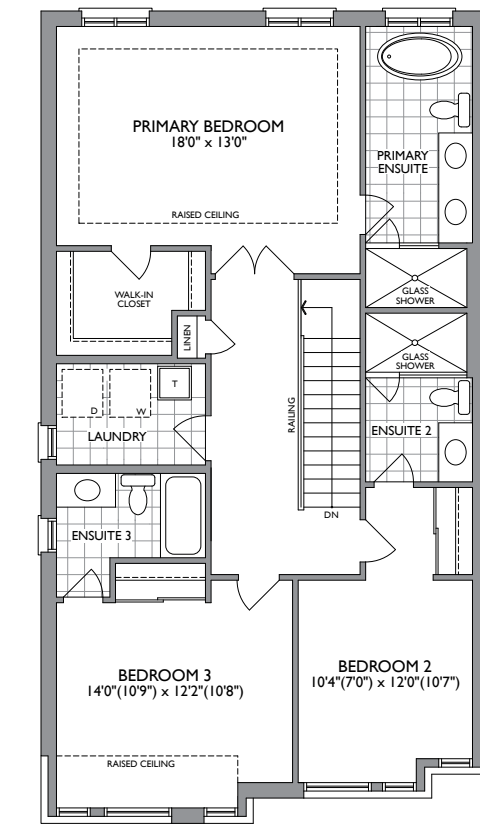 PRIMARY BEDROOM
18'0" x 13'0"
RAISED CEILING
PRIMARY
ENSUITE
GLASS
SHOWER
WALK-IN
CLOSET
LINEN
GLASS
SHOWER
D
W
T
LAUNDRY
RAILING
ENSUITE 2
DN
ENSUITE 3
BEDROOM 3
14'0"(10'9") x 12'2"(10'8")
RAISED CEILING
BEDROOM 2
10'4"(7'0") x 12'0"(10'7")